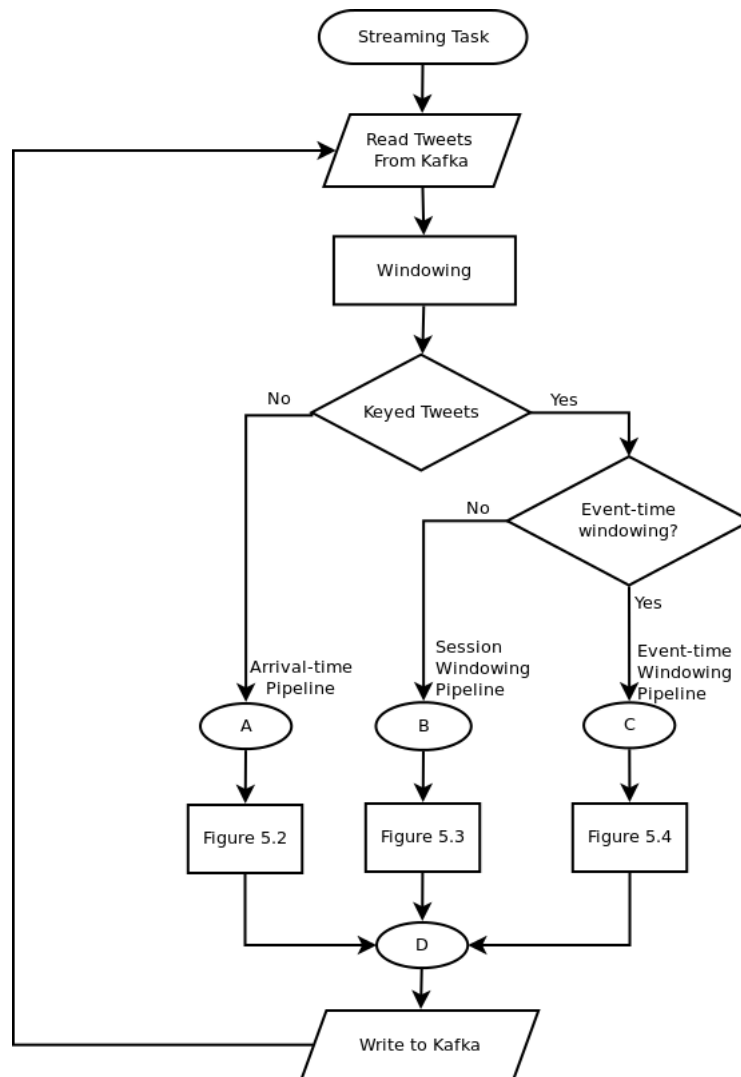 Streaming Task
Read Tweets
From Kafka
Windowing
No
Keyed Tweets
Yes
No
Event-time
windowing?
Yes
Arrival-time
Pipeline
Session
Windowing
Pipeline
Event-time
Windowing
Pipeline
A
B
C
Figure 5.2
Figure 5.3
Figure 5.4
D
Write to Kafka